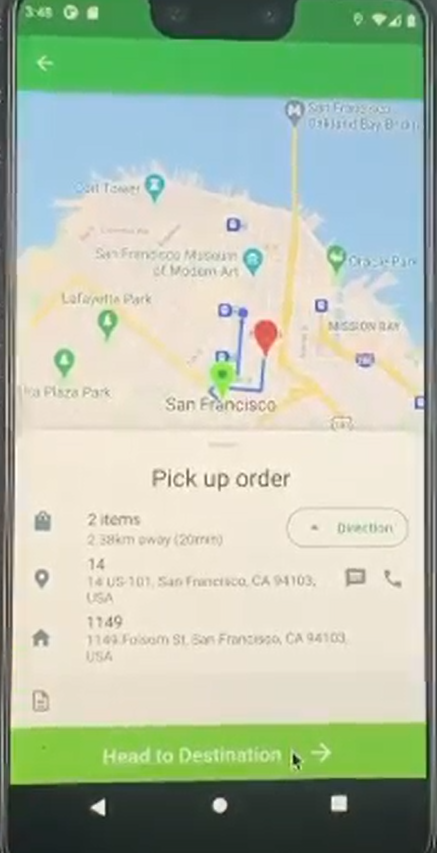 3:45
San Francisco
Oakland Bay Bridge
Coit Tower
San Francisco Museum
of Modern Art
Oracle Park
Lafayette Park
MISSION BAY
280
Plaza Park
San Francisco
101
Pick up order
2 items
2.38km away (20min)
Direction
14
14 US-101, San Francisco, CA 94103,
USA
1149
1149 Folsom St, San Francisco, CA 94103,
USA
Head to Destination